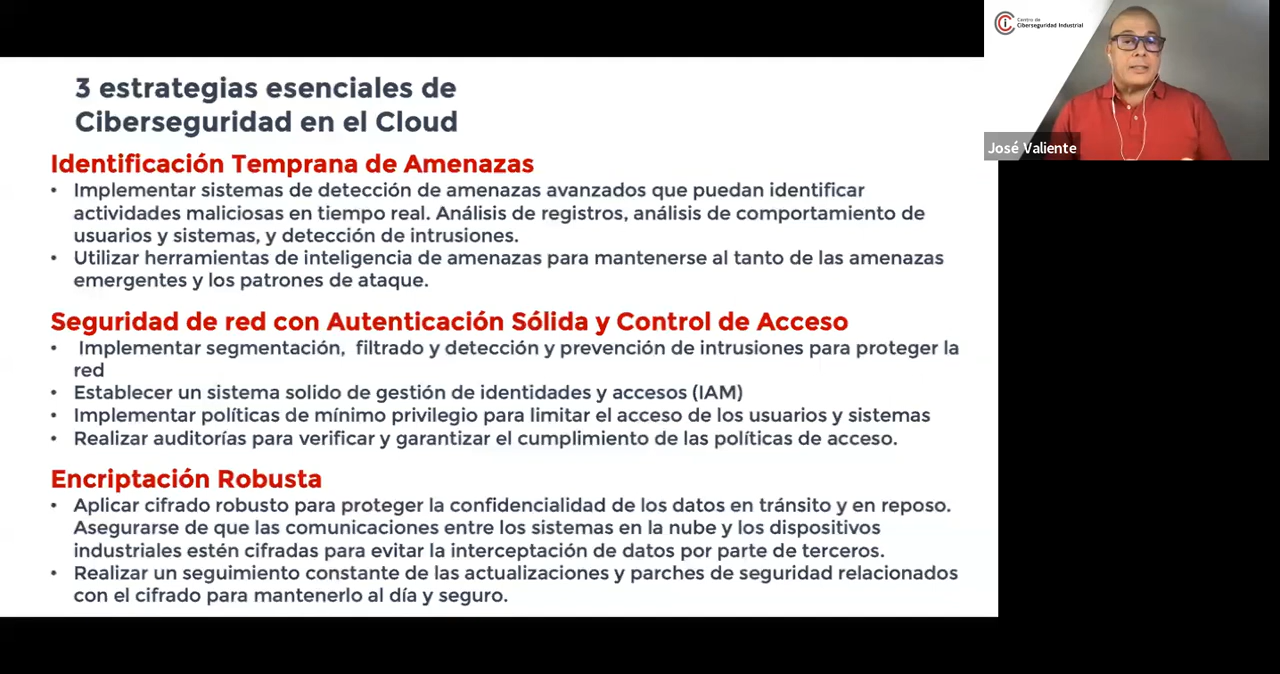 3 estrategias esenciales de
Ciberseguridad en el Cloud
Identificación Temprana de Amenazas
• Implementar sistemas de detección de amenazas avanzados que puedan identificar
actividades maliciosas en tiempo real. Análisis de registros, análisis de comportamiento de
usuarios y sistemas, y detección de intrusiones.
• Utilizar herramientas de inteligencia de amenazas para mantenerse al tanto de las amenazas
emergentes y los patrones de ataque.
Seguridad de red con Autenticación Sólida y Control de Acceso
• Implementar segmentación, filtrado y detección y prevención de intrusiones para proteger la
red
• Establecer un sistema solido de gestión de identidades y accesos (IAM)
• Implementar políticas de mínimo privilegio para limitar el acceso de los usuarios y sistemas
• Realizar auditorías para verificar y garantizar el cumplimiento de las políticas de acceso.
Encriptación Robusta
• Aplicar cifrado robusto para proteger la confidencialidad de los datos en tránsito y en reposo.
Asegurarse de que las comunicaciones entre los sistemas en la nube y los dispositivos
industriales estén cifradas para evitar la interceptación de datos por parte de terceros.
• Realizar un seguimiento constante de las actualizaciones y parches de seguridad relacionados
con el cifrado para mantenerlo al día y seguro.
Centro de
Ciberseguridad Industrial
José Valiente